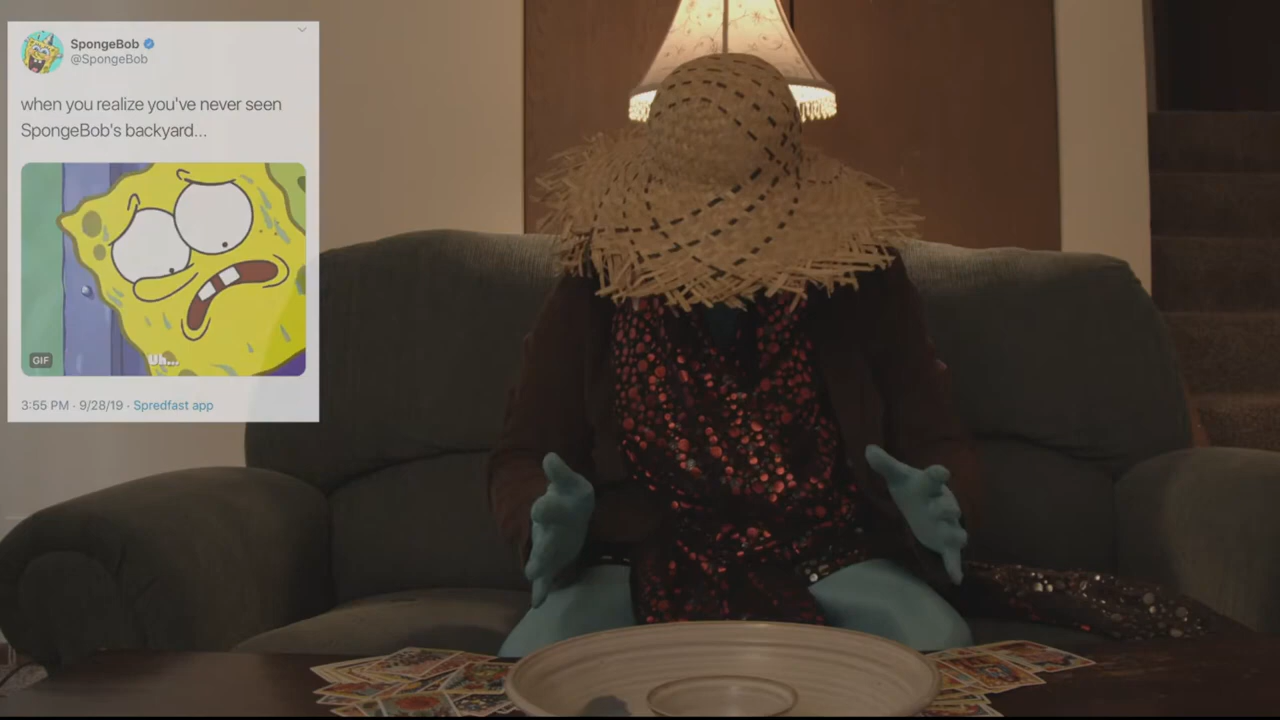 SpongeBob
@SpongeBob
when you realize you've never seen
SpongeBob's backyard...
Uh...
GIF
3:55 PM · 9/28/19 · Spredfast app